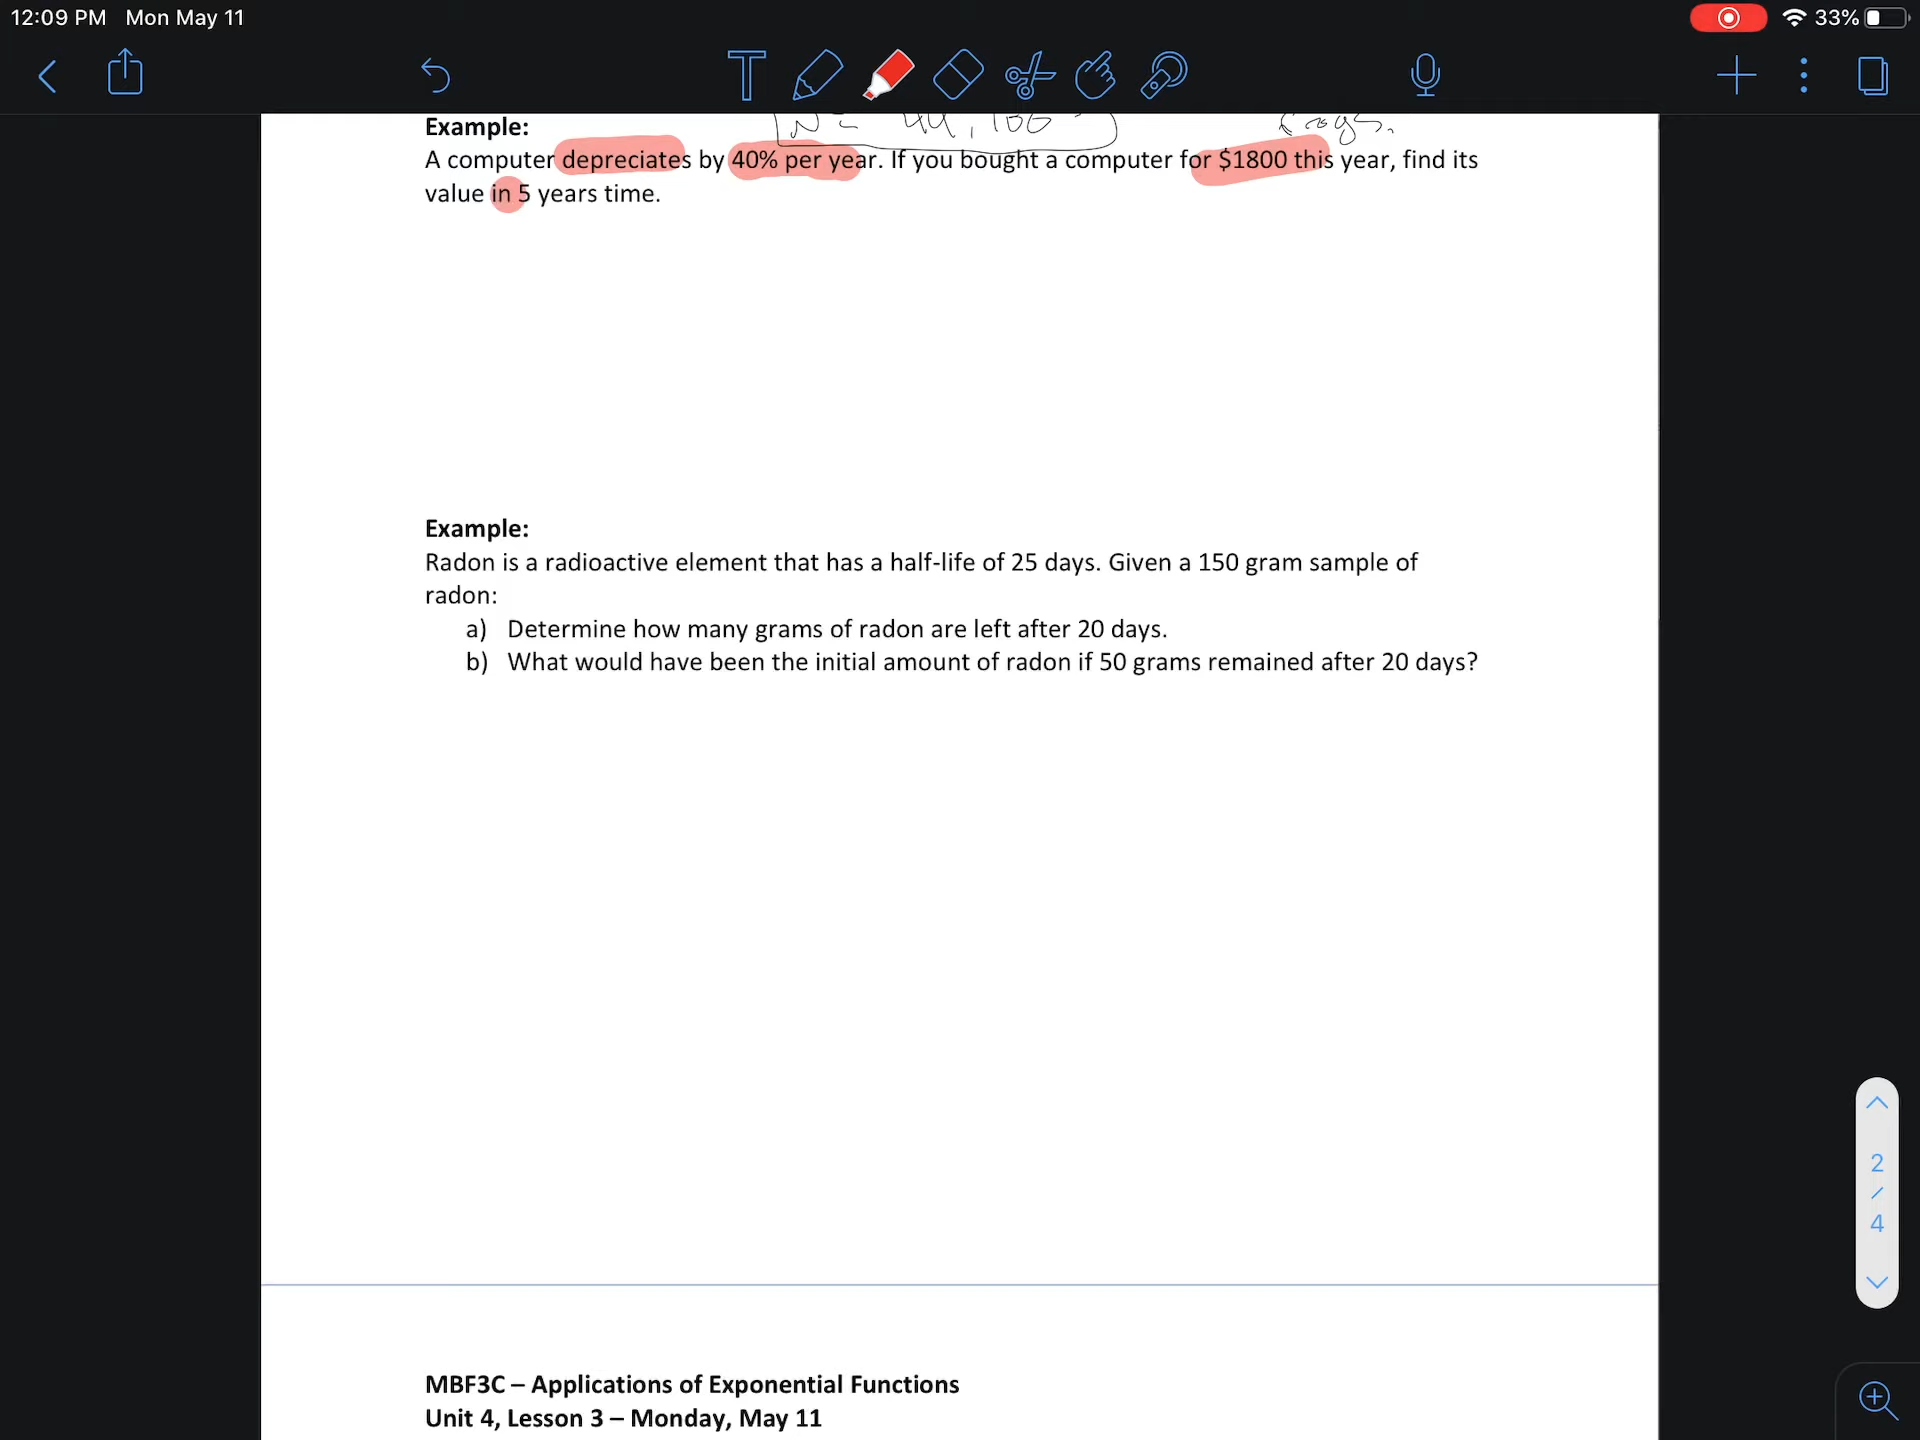 12:09 PM Mon May 11
33%
Example:
A computer depreciates by 40% per year. If you bought a computer for $1800 this year, find its
value in 5 years time.
Example:
Radon is a radioactive element that has a half-life of 25 days. Given a 150 gram sample of
radon:
a) Determine how many grams of radon are left after 20 days.
b) What would have been the initial amount of radon if 50 grams remained after 20 days?
2
/
4
MBF3C – Applications of Exponential Functions
Unit 4, Lesson 3 – Monday, May 11